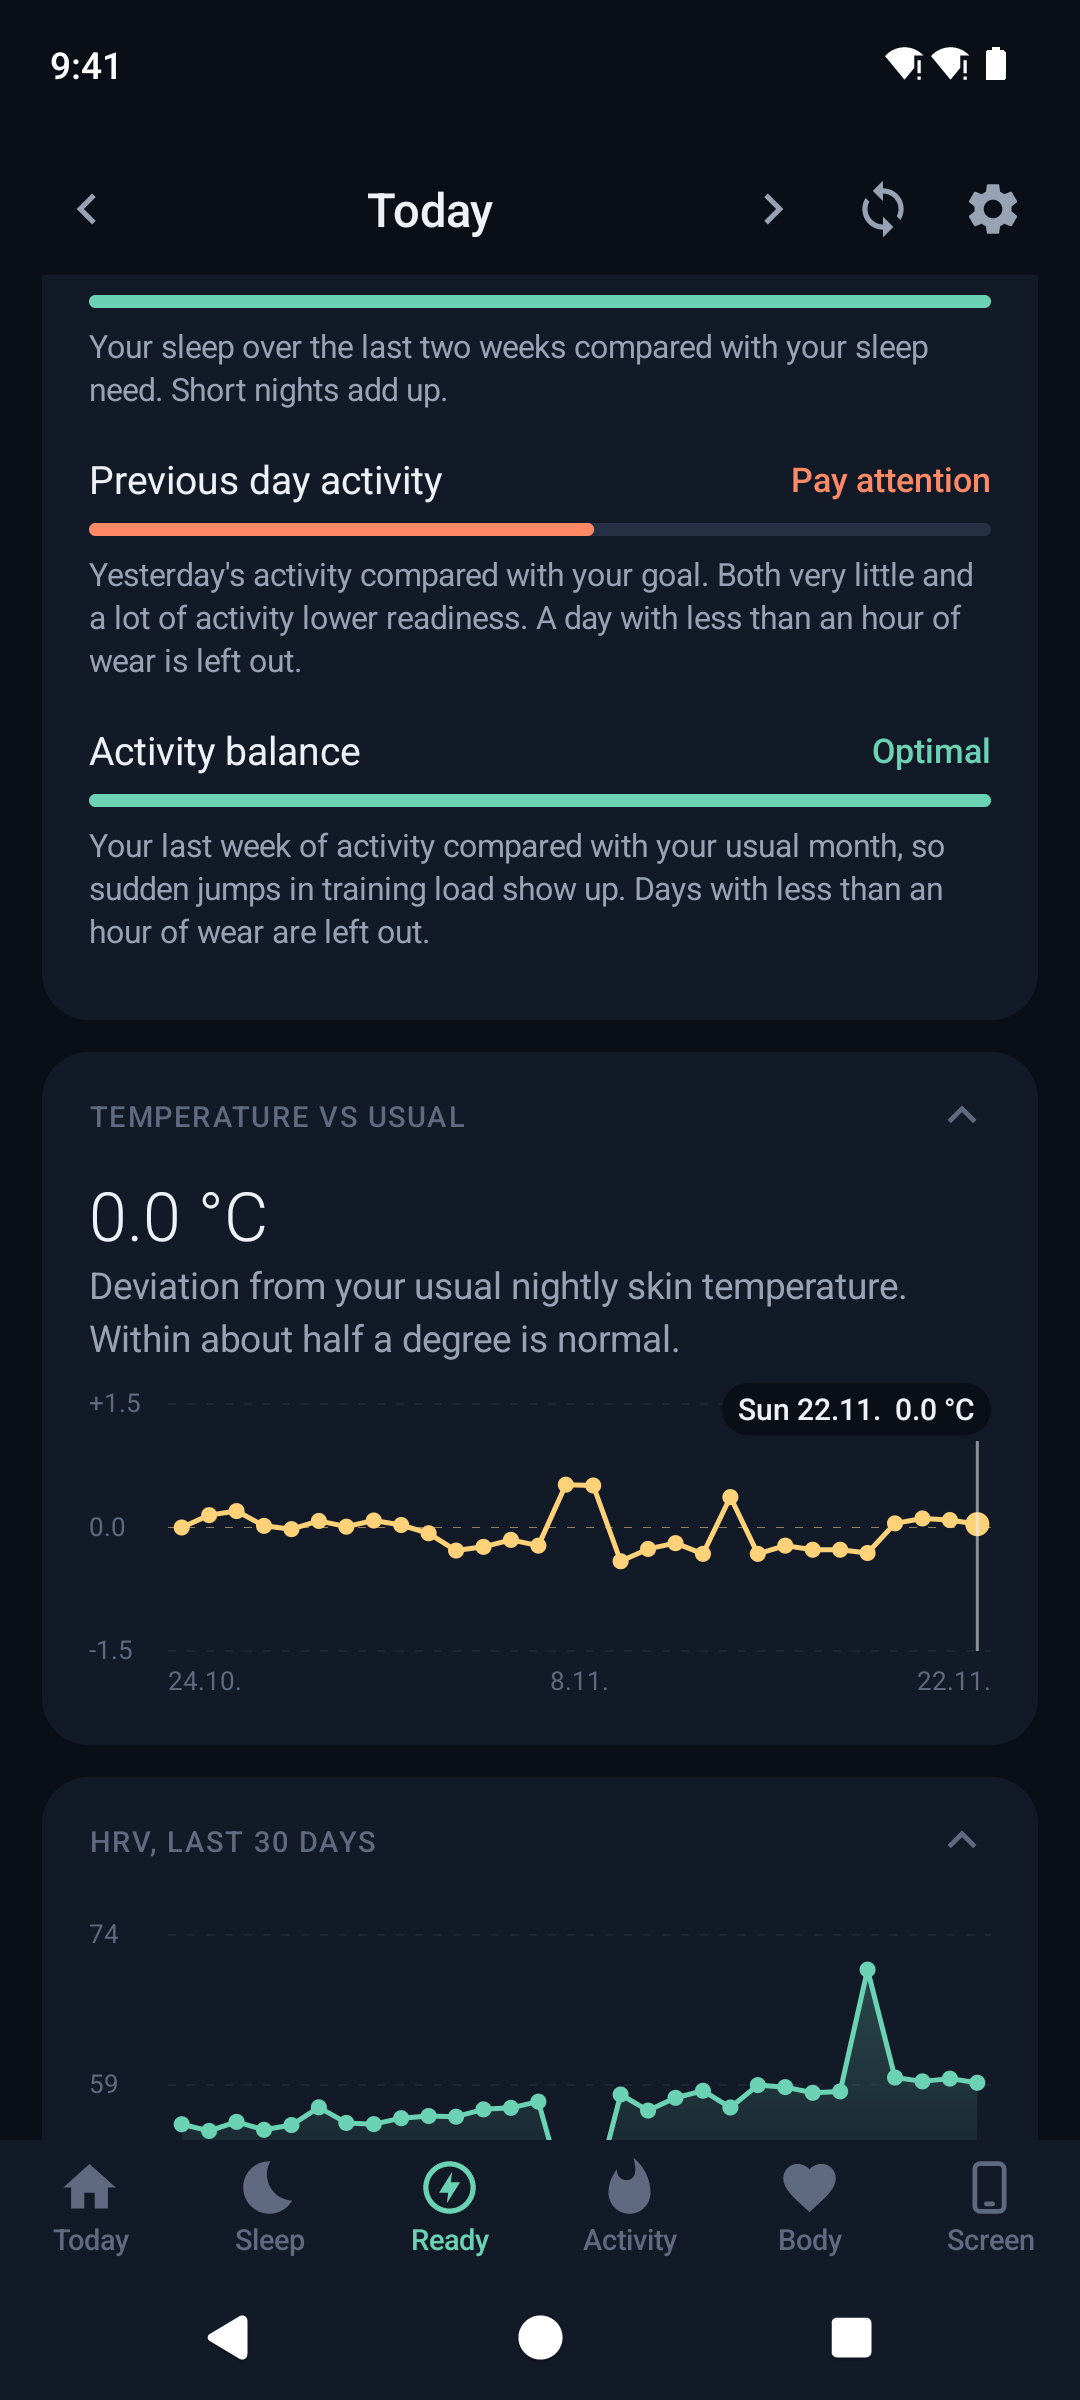 9:41
Today
Your sleep over the last two weeks compared with your sleep
need. Short nights add up.
Previous day activity
Pay attention
Yesterday's activity compared with your goal. Both very little and
a lot of activity lower readiness. A day with less than an hour of
wear is left out.
Activity balance
Optimal
Your last week of activity compared with your usual month, so
sudden jumps in training load show up. Days with less than an
hour of wear are left out.
TEMPERATURE VS USUAL
0.0 °C
Deviation from your usual nightly skin temperature.
Within about half a degree is normal.
+1.5
Sun 22.11. 0.0 °C
0.0
-1.5
24.10.
8.11.
22.11.
HRV, LAST 30 DAYS
74
59
Today
Sleep
Ready
Activity
Body
Screen